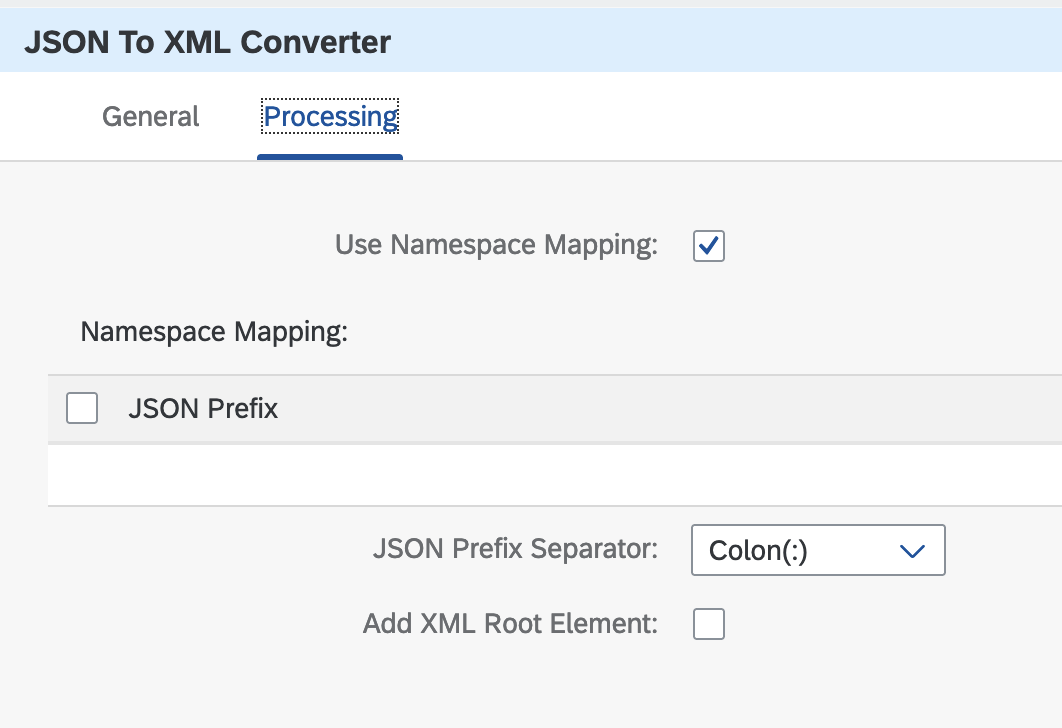 JSON To XML Converter
General Processing
Use Namespace Mapping:
Namespace Mapping:
JSON Prefix
JSON Prefix Separator: Colon(:)
Add XML Root Element: